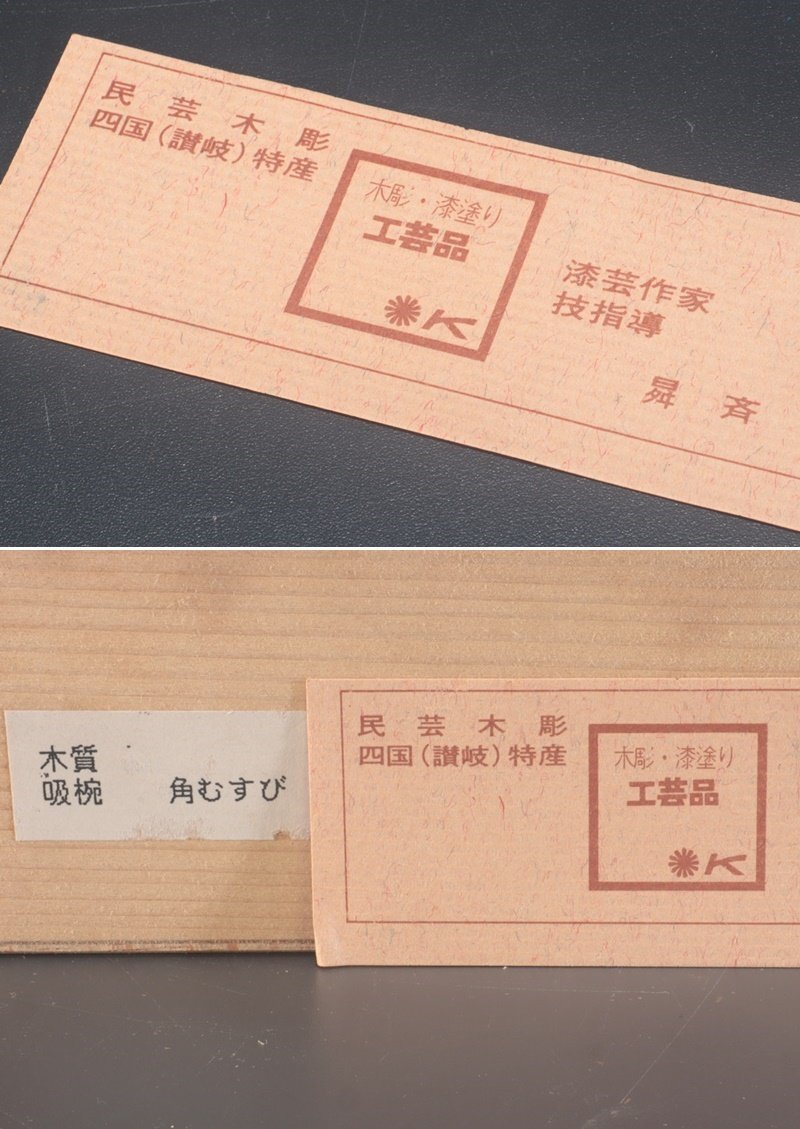 民芸木彫
四国(讃岐)特産
木彫・漆塗り
工芸品
K
漆芸作家
技指導
曻斉
木質
吸椀 角むすび
民芸木彫
四国(讃岐)特産
木彫・漆塗り
工芸品
K